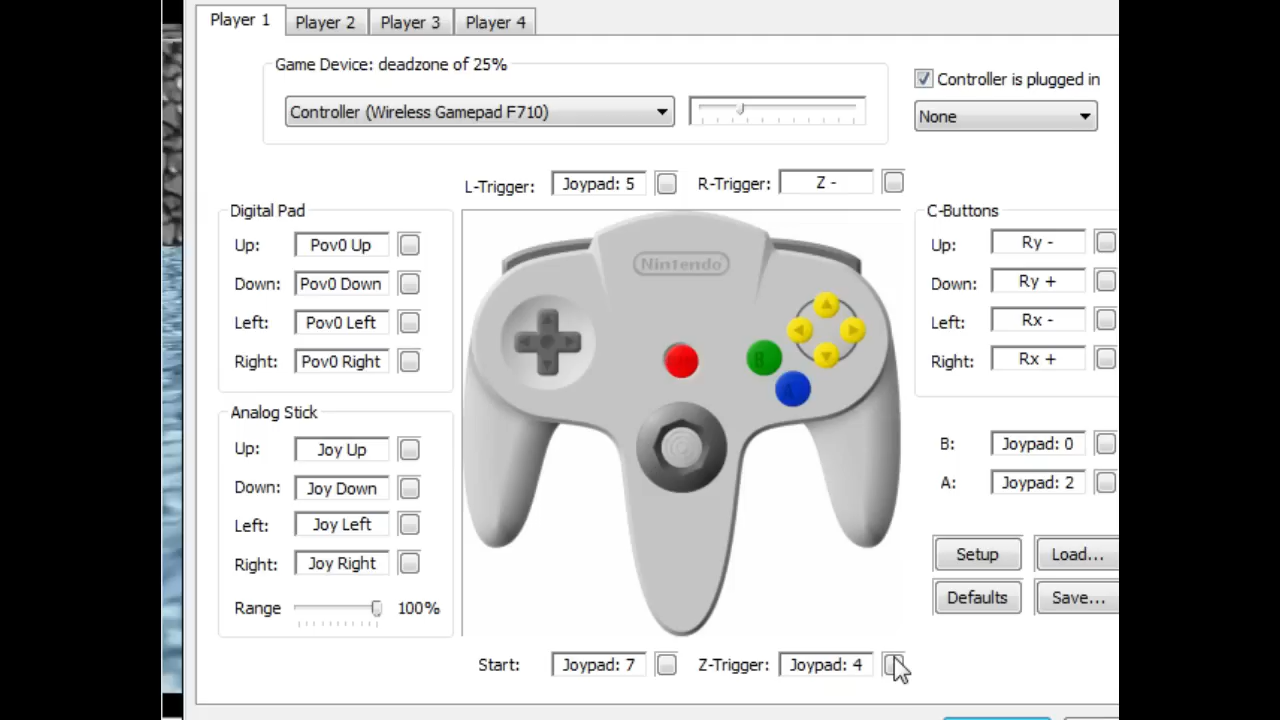 Player 1 Player 2 Player 3 Player 4
Game Device: deadzone of 25%
Controller is plugged in
Controller (Wireless Gamepad F710)
None
L-Trigger: Joypad: 5 R-Trigger: Z -
Digital Pad
Up: Pov0 Up
Down: Pov0 Down
Left: Pov0 Left
Right: Pov0 Right
Analog Stick
Up: Joy Up
Down: Joy Down
Left: Joy Left
Right: Joy Right
Range 100%
Nintendo
B
A
C-Buttons
Up: Ry -
Down: Ry +
Left: Rx -
Right: Rx +
B: Joypad: 0
A: Joypad: 2
Setup Load...
Defaults Save...
Start: Joypad: 7 Z-Trigger: Joypad: 4